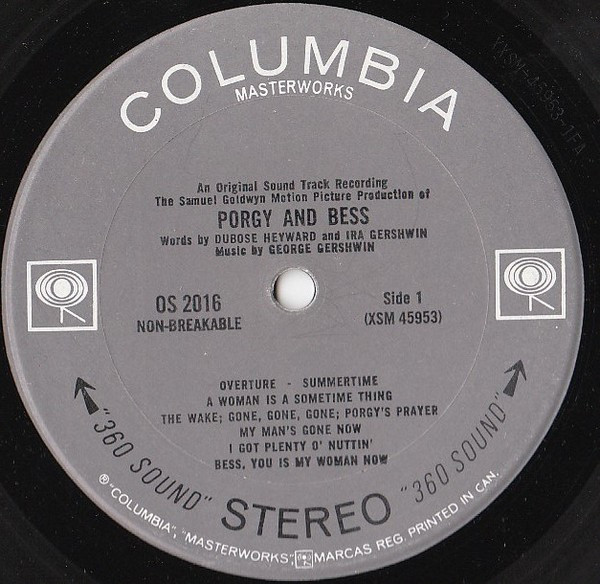 COLUMBIA
MASTERWORKS
An Original Sound Track Recording
The Samuel Goldwyn Motion Picture Production of
PORGY AND BESS
Words by DUBOSE HEYWARD and IRA GERSHWIN
Music by GEORGE GERSHWIN
OS 2016
NON-BREAKABLE
Side 1
(XSM 45953)
OVERTURE - SUMMERTIME
A WOMAN IS A SOMETIME THING
THE WAKE; GONE, GONE, GONE; PORGY'S PRAYER
MY MAN'S GONE NOW
I GOT PLENTY O' NUTTIN'
BESS, YOU IS MY WOMAN NOW
"360 SOUND" STEREO "360 SOUND"
® "COLUMBIA", "MASTERWORKS", MARCAS REG. PRINTED IN CAN.